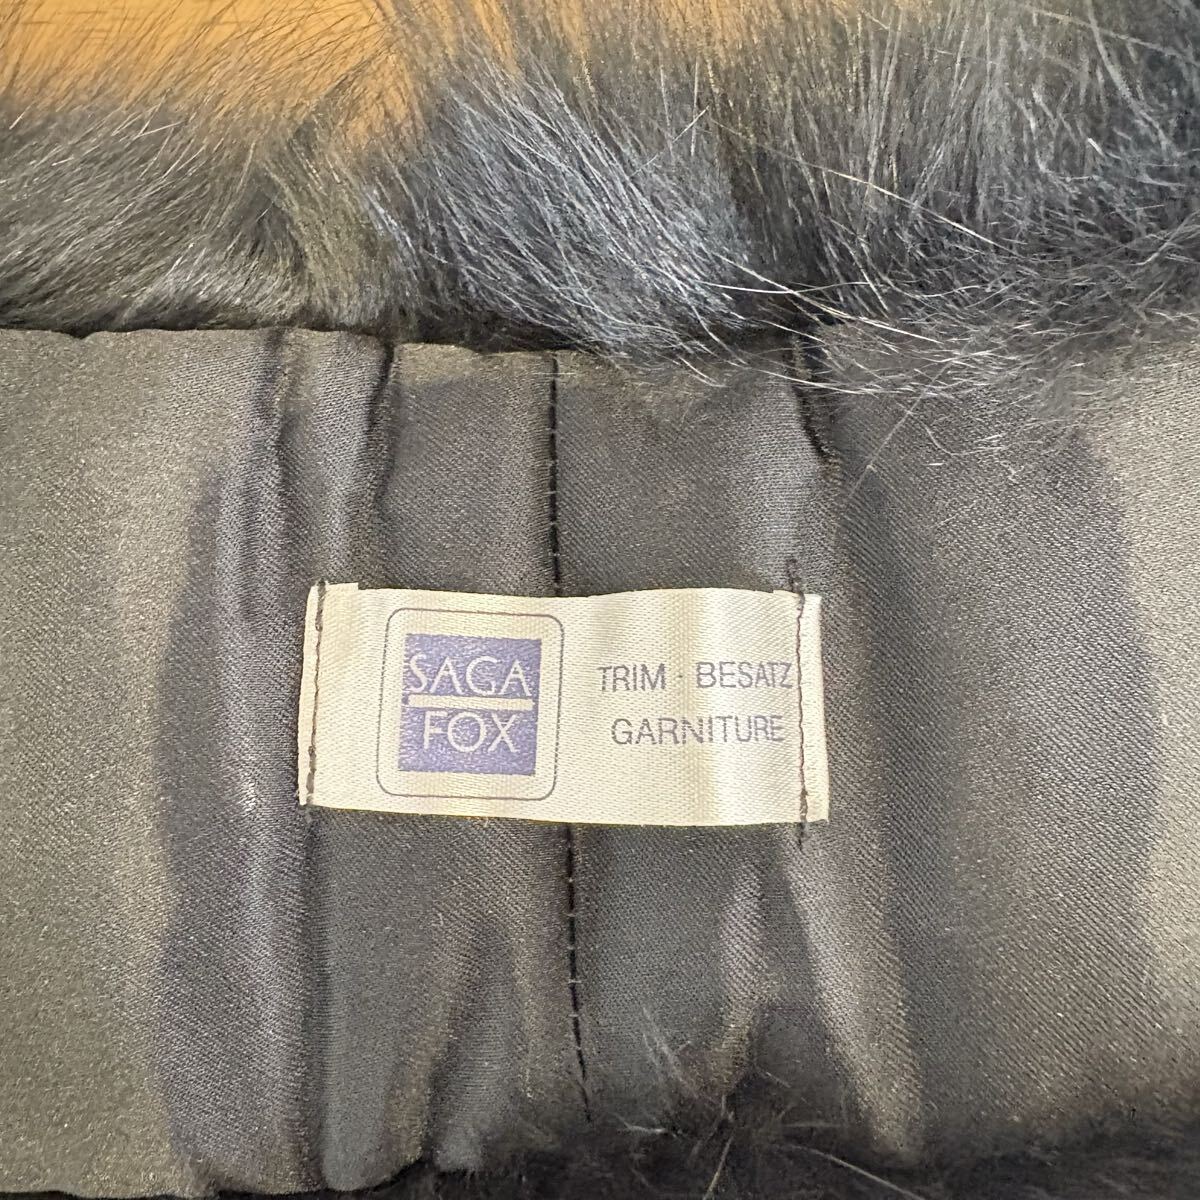 SAGA
FOX
TRIM - BESATZ
GARNITURE